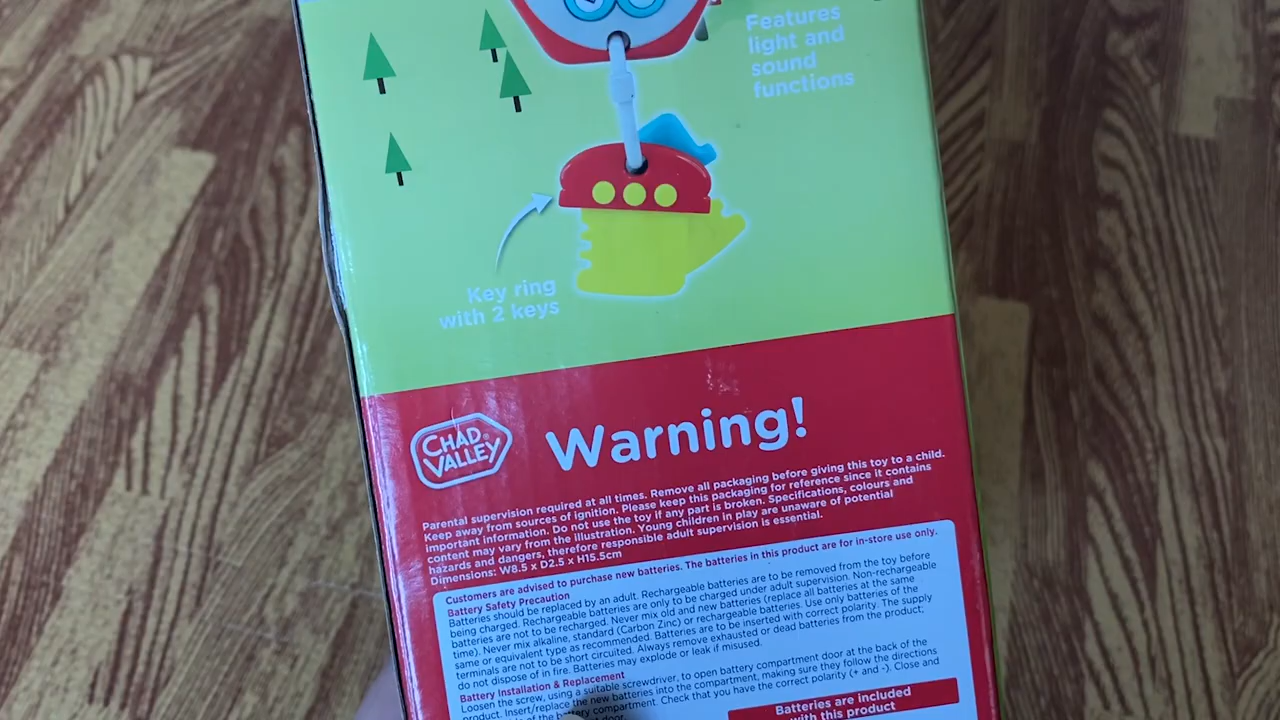 Features
light and
sound
functions
Key ring
with 2 keys
CHAD
VALLEY®
Warning!
Parental supervision required at all times. Remove all packaging before giving this toy to a child.
Keep away from sources of ignition. Please keep this packaging for reference since it contains
important information. Do not use the toy if any part is broken. Specifications, colours and
content may vary from the illustration. Young children in play are unaware of potential
hazards and dangers, therefore responsible adult supervision is essential.
Dimensions: W8.5 x D2.5 x H15.5cm
Customers are advised to purchase new batteries. The batteries in this product are for in-store use only.
Battery Safety Precaution
Batteries should be replaced by an adult. Rechargeable batteries are to be removed from the toy before
being charged. Rechargeable batteries are only to be charged under adult supervision. Non-rechargeable
batteries are not to be recharged. Never mix old and new batteries (replace all batteries at the same
time). Never mix alkaline, standard (Carbon Zinc) or rechargeable batteries. Use only batteries of the
same or equivalent type as recommended. Batteries are to be inserted with correct polarity. The supply
terminals are not to be short circuited. Always remove exhausted or dead batteries from the product;
do not dispose of in fire. Batteries may explode or leak if misused.
Battery Installation & Replacement
Loosen the screw, using a suitable screwdriver, to open battery compartment door at the back of the
product. Insert/replace the new batteries into the compartment, making sure they follow the directions
of the battery compartment. Check that you have the correct polarity (+ and -). Close and
door.
Batteries are included
with this product